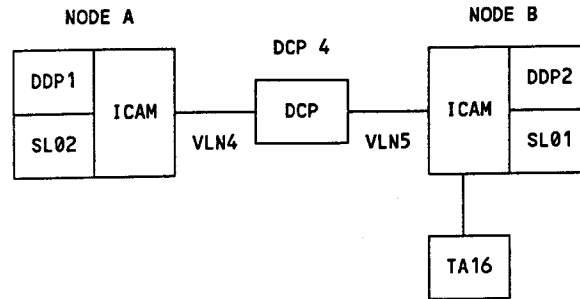 NODE A
NODE B
DCP 4
DDP1
ICAM
DCP
ICAM
DDP2
SL02
VLN4
VLN5
SL01
TA16